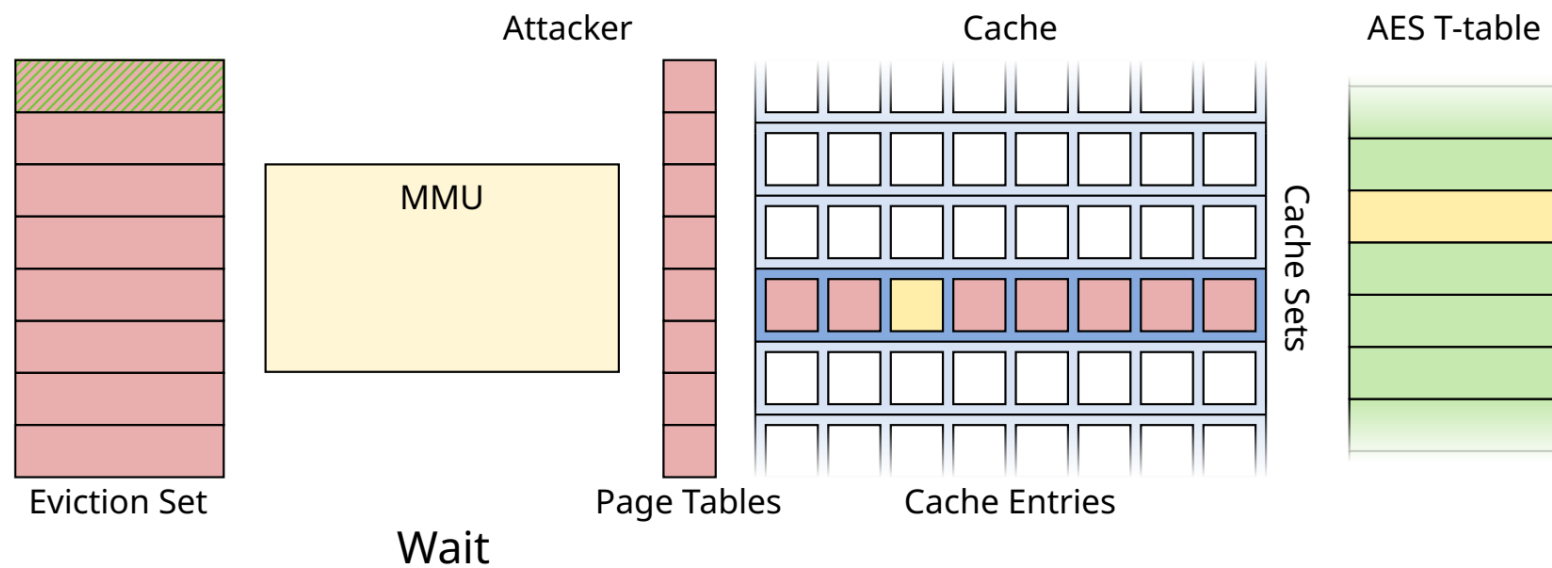 Attacker
Cache
AES T-table
MMU
Cache Sets
Eviction Set
Page Tables
Cache Entries
Wait